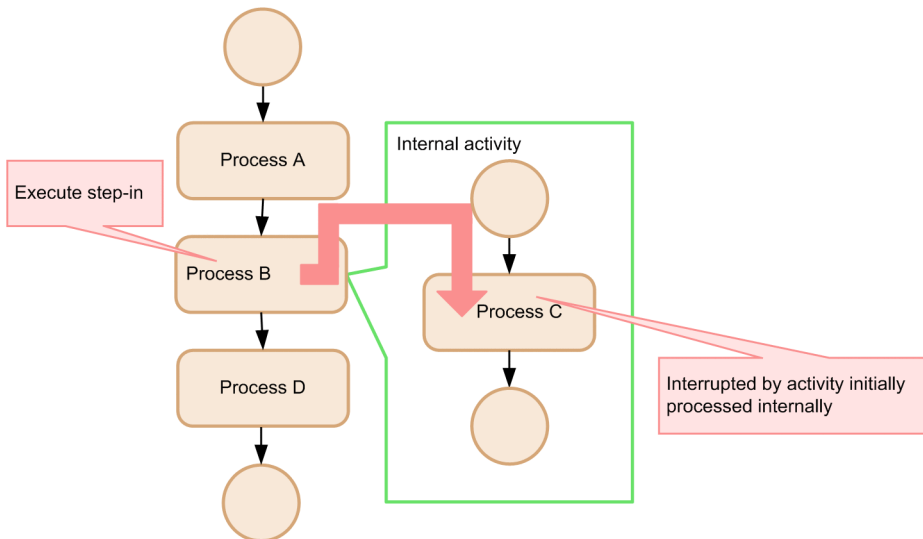 Process A
Internal activity
Execute step-in
Process B
Process C
Process D
Interrupted by activity initially
processed internally